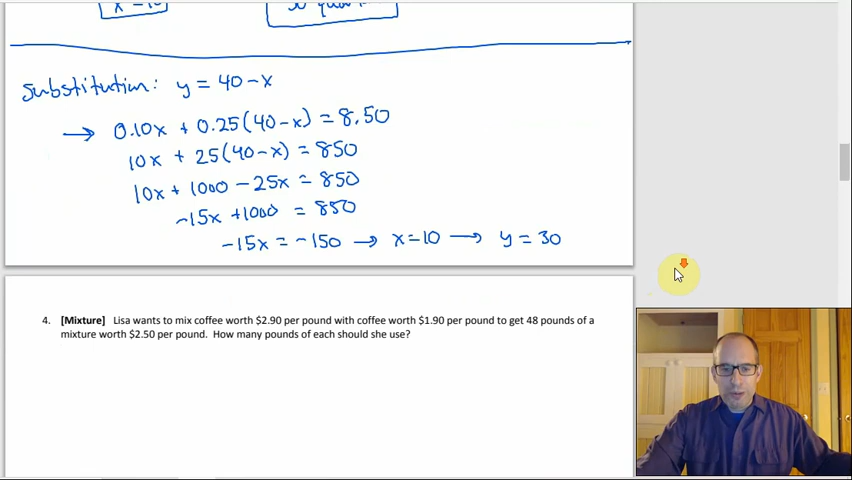 Substitution: y = 40 - x
→ 0.10x + 0.25(40-x) = 8.50
10x + 25(40-x) = 850
10x + 1000 - 25x = 850
-15x + 1000 = 850
-15x = -150 → x = 10 → y = 30
4. [Mixture] Lisa wants to mix coffee worth $2.90 per pound with coffee worth $1.90 per pound to get 48 pounds of a
mixture worth $2.50 per pound. How many pounds of each should she use?